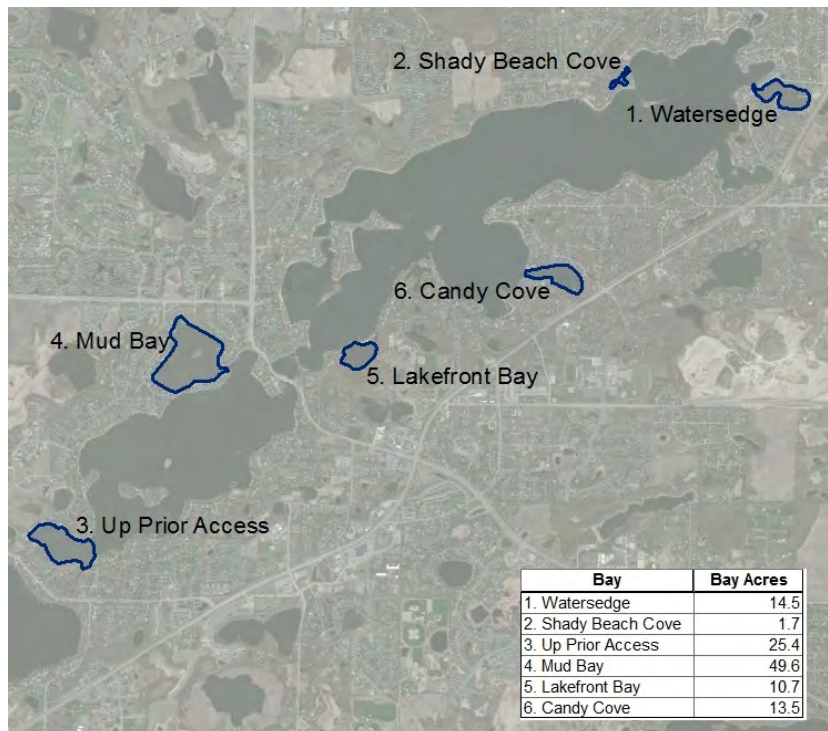 2. Shady Beach Cove
1. Watersedge
6. Candy Cove
4. Mud Bay
5. Lakefront Bay
3. Up Prior Access
Bay Bay Acres
1. Watersedge 14.5
2. Shady Beach Cove 1.7
3. Up Prior Access 25.4
4. Mud Bay 49.6
5. Lakefront Bay 10.7
6. Candy Cove 13.5